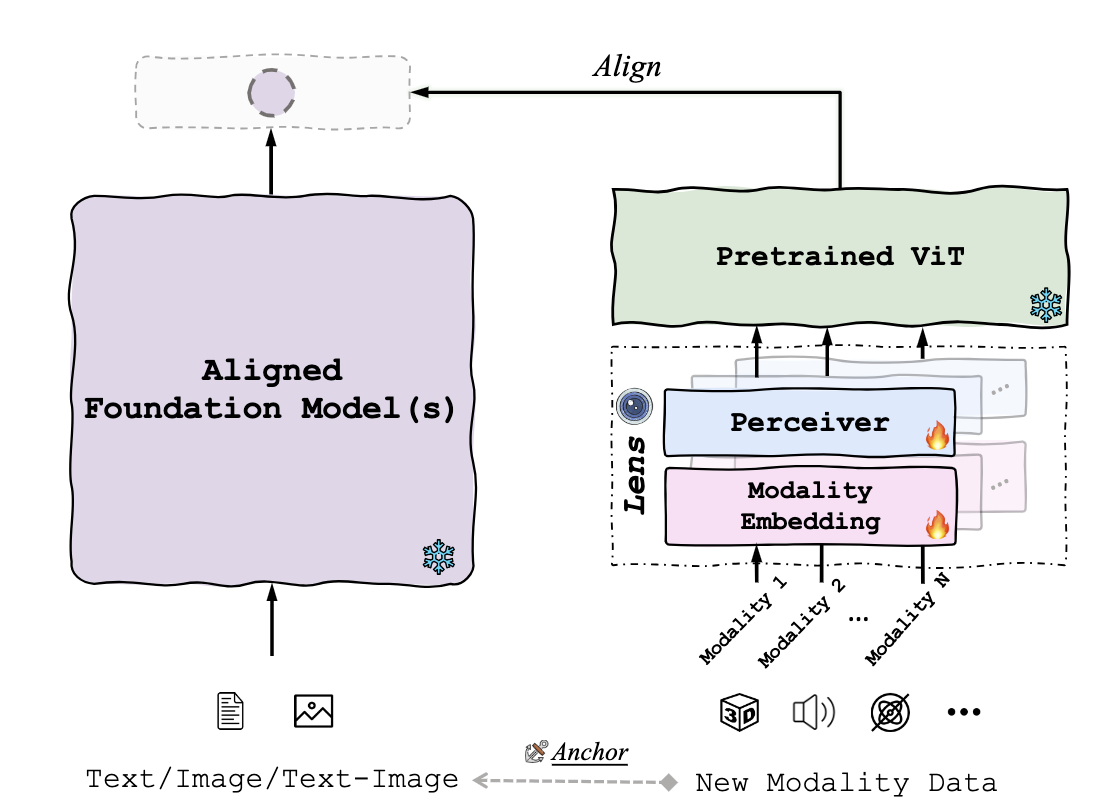 Align
Aligned
Foundation Model(s)
Pretrained ViT
Lens
Perceiver
...
Modality
Embedding
...
Modality 1
Modality 2
...
Modality N
3D
...
Anchor
Text/Image/Text-Image
New Modality Data